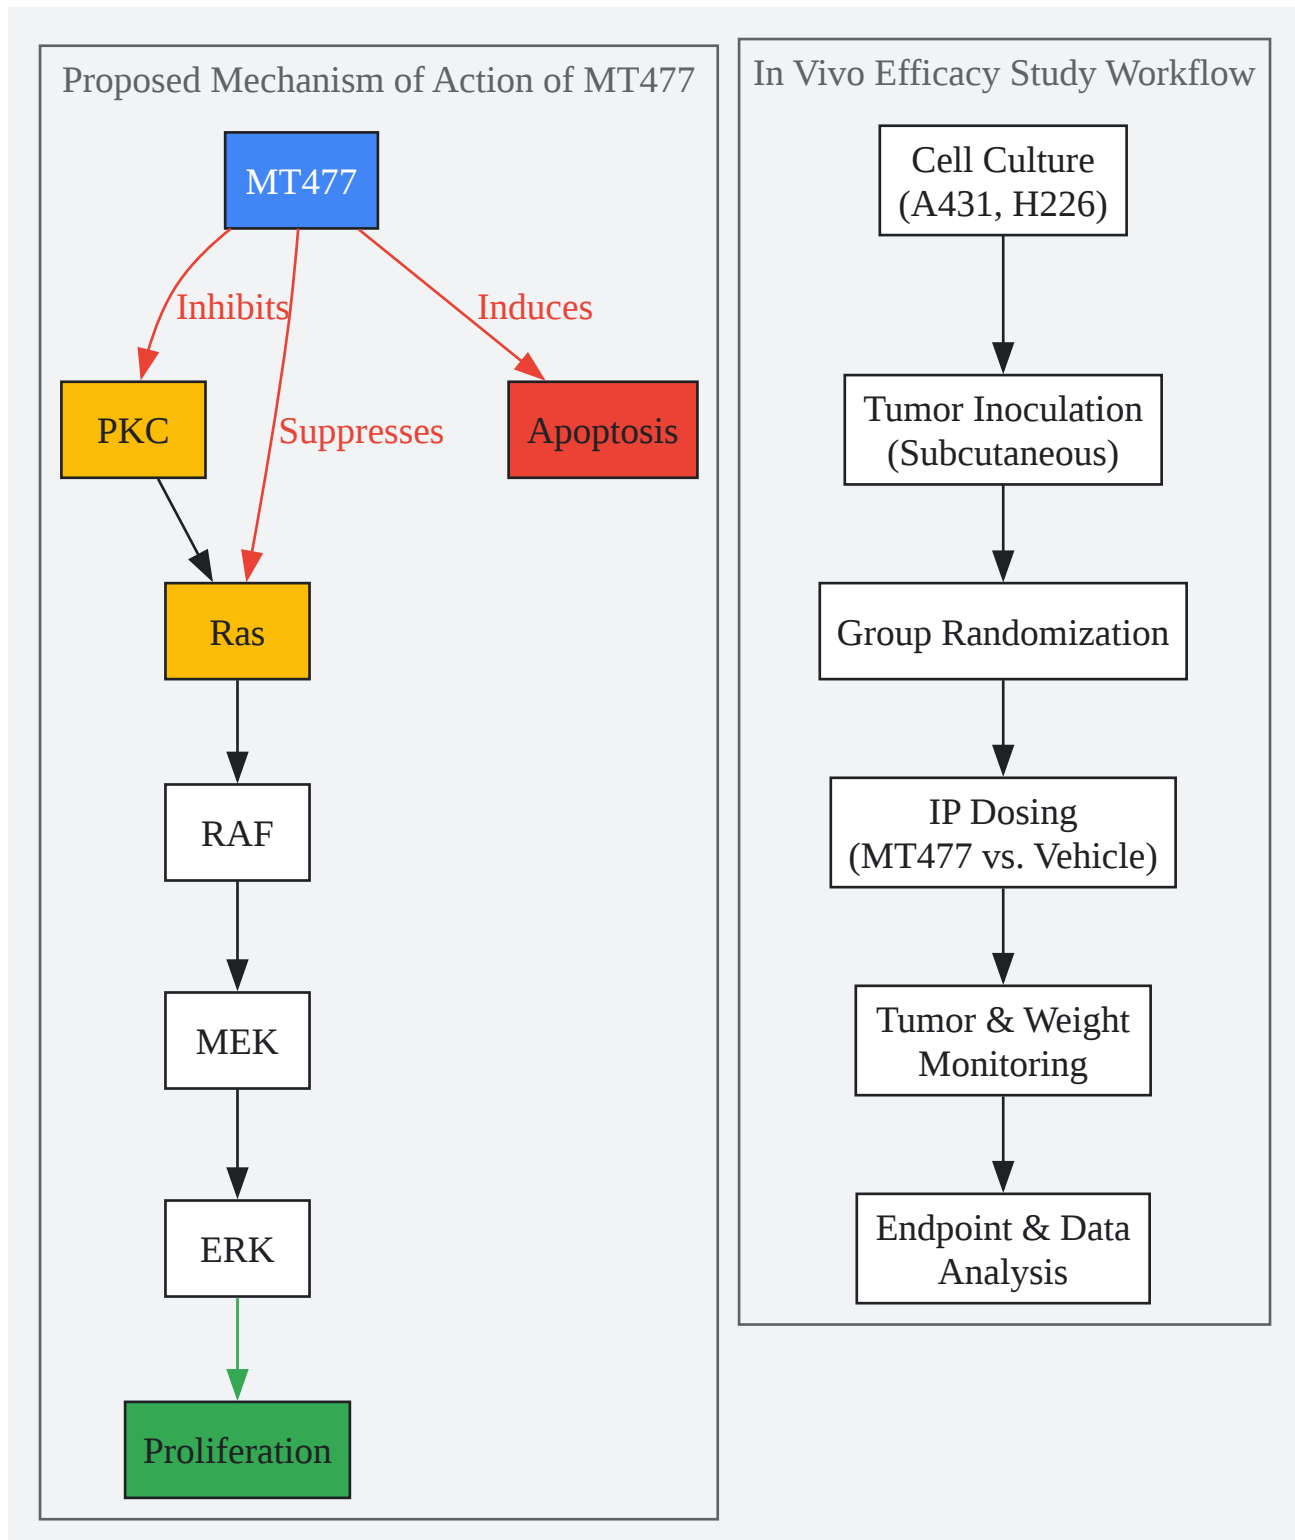 Proposed Mechanism of Action of MT477
MT477
Inhibits
Induces
PKC
Suppresses
Apoptosis
Ras
RAF
MEK
ERK
Proliferation
In Vivo Efficacy Study Workflow
Cell Culture
(A431, H226)
Tumor Inoculation
(Subcutaneous)
Group Randomization
IP Dosing
(MT477 vs. Vehicle)
Tumor & Weight
Monitoring
Endpoint & Data
Analysis